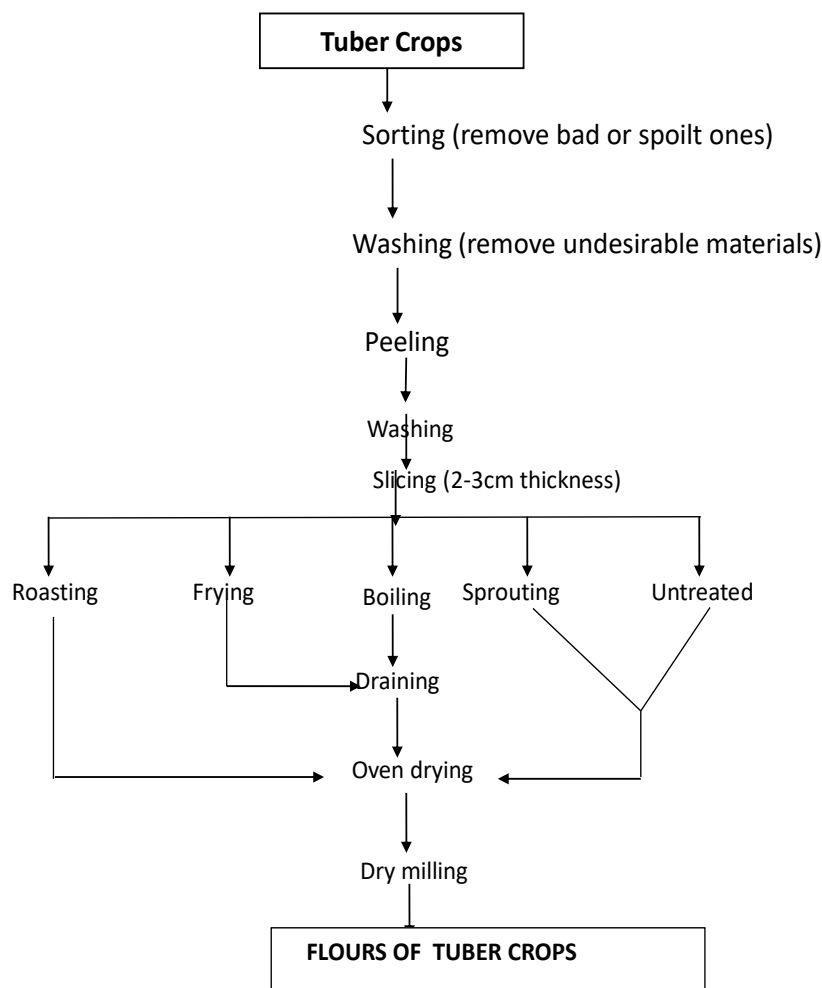 Tuber Crops
Sorting (remove bad or spoilt ones)
Washing (remove undesirable materials)
Peeling
Washing
Slicing (2-3cm thickness)
Roasting Frying Boiling Sprouting Untreated
Draining
Oven drying
Dry milling
FLOURS OF TUBER CROPS